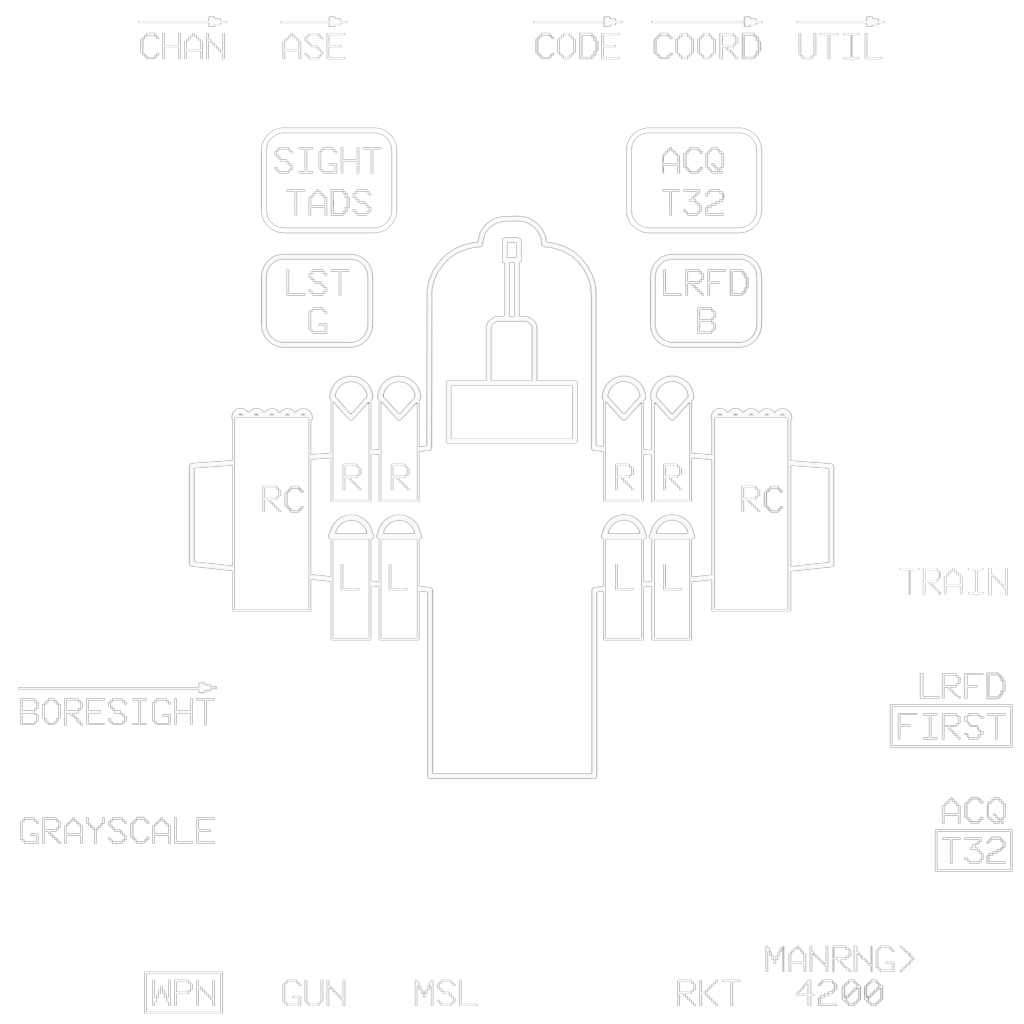 CHAN ASE CODE COORD UTIL
SIGHT
TADS
ACQ
T32
LST
G
LRFD
B
R R R R
RC RC
L L L L
TRAIN
LRFD
FIRST
BORESIGHT
ACQ
T32
GRAYSCALE
MANRNG>
WPN GUN MSL RKT 4200